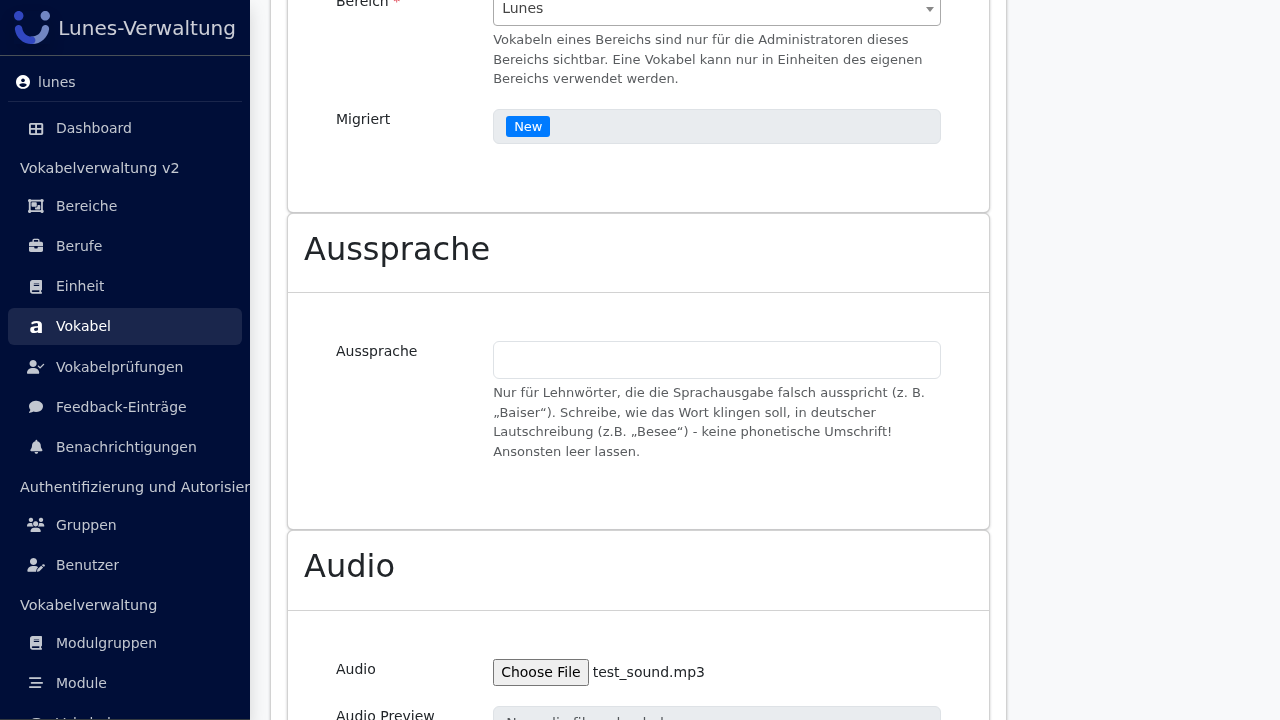 Lunes-Verwaltung
lunes
Dashboard
Vokabelverwaltung v2
Bereiche
Berufe
Einheit
Vokabel
Vokabelprüfungen
Feedback-Einträge
Benachrichtigungen
Authentifizierung und Autorisier
Gruppen
Benutzer
Vokabelverwaltung
Modulgruppen
Module
Bereich *
Lunes
Vokabeln eines Bereichs sind nur für die Administratoren dieses
Bereichs sichtbar. Eine Vokabel kann nur in Einheiten des eigenen
Bereichs verwendet werden.
Migriert
New
Aussprache
Aussprache
Nur für Lehnwörter, die die Sprachausgabe falsch ausspricht (z. B.
„Baiser“). Schreibe, wie das Wort klingen soll, in deutscher
Lautschreibung (z.B. „Besee“) - keine phonetische Umschrift!
Ansonsten leer lassen.
Audio
Audio
Choose File test_sound.mp3
Audio Preview